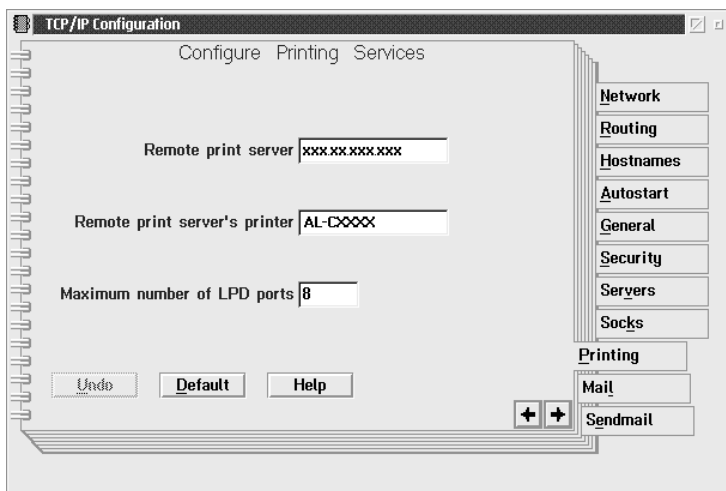 TCP/IP Configuration
Configure Printing Services
Remote print server xxx.xx.xxx.xxx
Remote print server's printer AL-CXXXX
Maximum number of LPD ports 8
Undo Default Help
Network
Routing
Hostnames
Autostart
General
Security
Servers
Socks
Printing
Mail
Sendmail